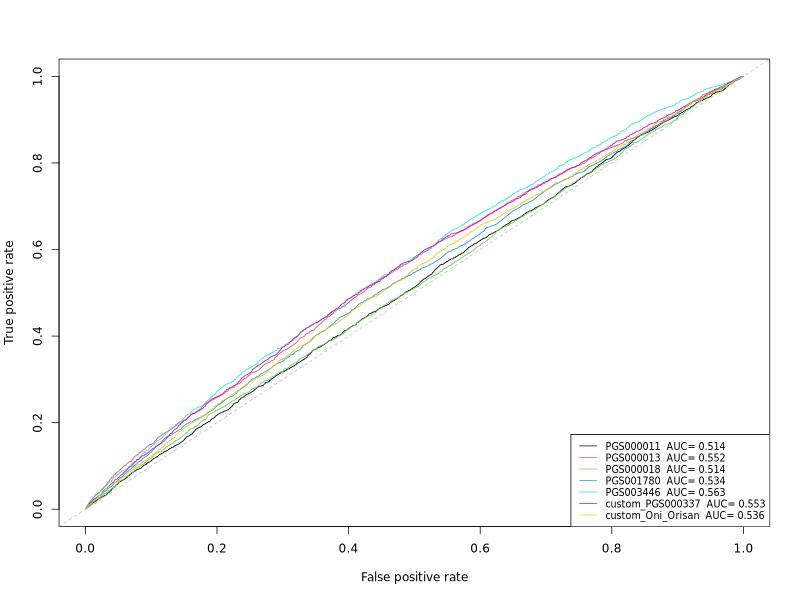 1.0
0.8
0.6
0.4
0.2
0.0
True positive rate
PGS000011 AUC= 0.514
PGS000013 AUC= 0.552
PGS000018 AUC= 0.514
PGS001780 AUC= 0.534
PGS003446 AUC= 0.563
custom_PGS000337 AUC= 0.553
custom_Oni_Orisan AUC= 0.536
0.0 0.2 0.4 0.6 0.8 1.0
False positive rate